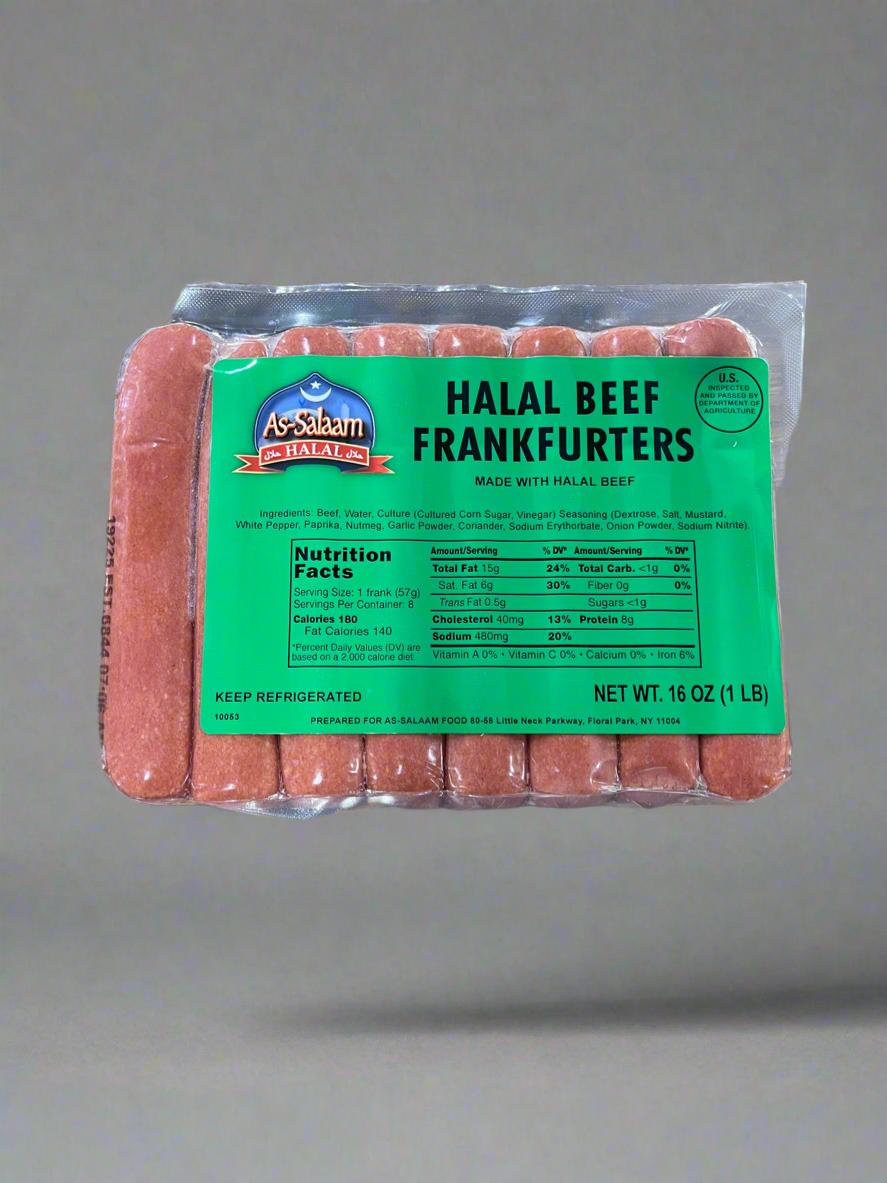 As-Salaam
حلال HALAL حلال
HALAL BEEF
FRANKFURTERS
MADE WITH HALAL BEEF
U.S.
INSPECTED
AND PASSED BY
DEPARTMENT OF
AGRICULTURE
Ingredients: Beef, Water, Culture (Cultured Corn Sugar, Vinegar) Seasoning (Dextrose, Salt, Mustard,
White Pepper, Paprika, Nutmeg, Garlic Powder, Coriander, Sodium Erythorbate, Onion Powder, Sodium Nitrite).
Nutrition
Facts
Serving Size: 1 frank (57g)
Servings Per Container: 8
Calories 180
Fat Calories 140
*Percent Daily Values (DV) are
based on a 2,000 calorie diet.
Amount/Serving % DV* Amount/Serving % DV*
Total Fat 15g 24% Total Carb. <1g 0%
Sat. Fat 6g 30% Fiber 0g 0%
Trans Fat 0.5g Sugars <1g
Cholesterol 40mg 13% Protein 8g
Sodium 480mg 20%
Vitamin A 0% • Vitamin C 0% • Calcium 0% • Iron 6%
KEEP REFRIGERATED
NET WT. 16 OZ (1 LB)
10053
PREPARED FOR AS-SALAAM FOOD 80-58 Little Neck Parkway, Floral Park, NY 11004
EST.